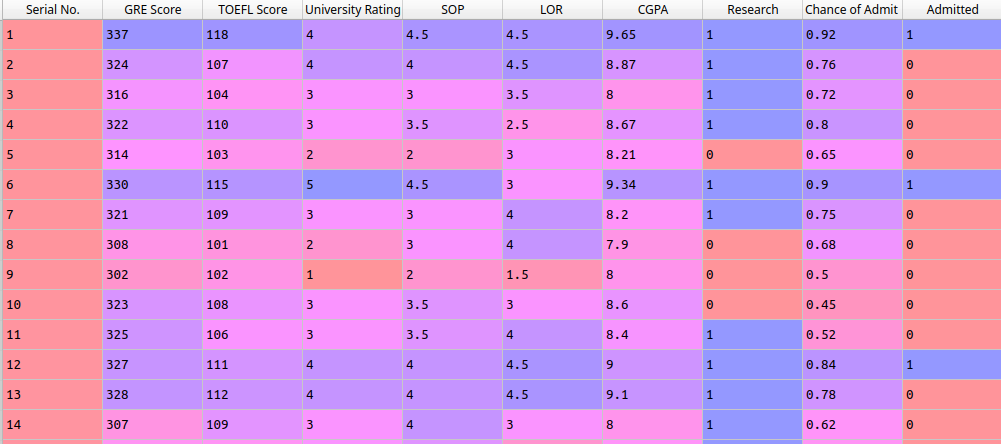 Serial No. GRE Score TOEFL Score University Rating SOP LOR CGPA Research Chance of Admit Admitted
1 337 118 4 4.5 4.5 9.65 1 0.92 1
2 324 107 4 4 4.5 8.87 1 0.76 0
3 316 104 3 3 3.5 8 1 0.72 0
4 322 110 3 3.5 2.5 8.67 1 0.8 0
5 314 103 2 2 3 8.21 0 0.65 0
6 330 115 5 4.5 3 9.34 1 0.9 1
7 321 109 3 3 4 8.2 1 0.75 0
8 308 101 2 3 4 7.9 0 0.68 0
9 302 102 1 2 1.5 8 0 0.5 0
10 323 108 3 3.5 3 8.6 0 0.45 0
11 325 106 3 3.5 4 8.4 1 0.52 0
12 327 111 4 4 4.5 9 1 0.84 1
13 328 112 4 4 4.5 9.1 1 0.78 0
14 307 109 3 4 3 8 1 0.62 0